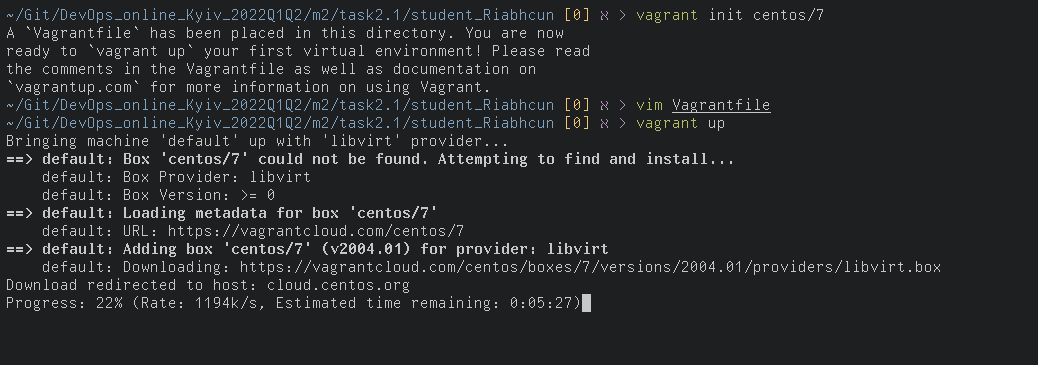 ~/Git/DevOps_online_Kyiv_2022Q1Q2/m2/task2.1/student_Riabhcun [0] א > vagrant init centos/7
A `Vagrantfile` has been placed in this directory. You are now
ready to `vagrant up` your first virtual environment! Please read
the comments in the Vagrantfile as well as documentation on
`vagrantup.com` for more information on using Vagrant.
~/Git/DevOps_online_Kyiv_2022Q1Q2/m2/task2.1/student_Riabhcun [0] א > vim Vagrantfile
~/Git/DevOps_online_Kyiv_2022Q1Q2/m2/task2.1/student_Riabhcun [0] א > vagrant up
Bringing machine 'default' up with 'libvirt' provider...
==> default: Box 'centos/7' could not be found. Attempting to find and install...
    default: Box Provider: libvirt
    default: Box Version: >= 0
==> default: Loading metadata for box 'centos/7'
    default: URL: https://vagrantcloud.com/centos/7
==> default: Adding box 'centos/7' (v2004.01) for provider: libvirt
    default: Downloading: https://vagrantcloud.com/centos/boxes/7/versions/2004.01/providers/libvirt.box
Download redirected to host: cloud.centos.org
Progress: 22% (Rate: 1194k/s, Estimated time remaining: 0:05:27)